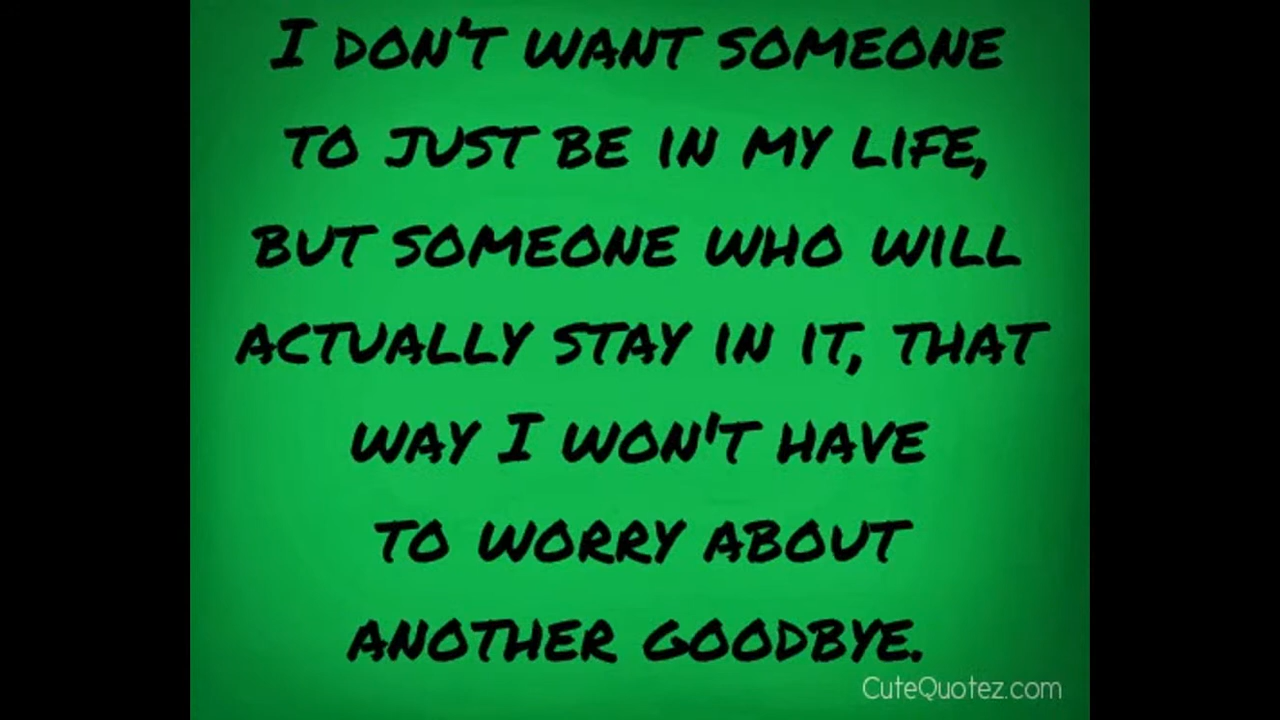 I DON'T WANT SOMEONE
TO JUST BE IN MY LIFE,
BUT SOMEONE WHO WILL
ACTUALLY STAY IN IT, THAT
WAY I WON'T HAVE
TO WORRY ABOUT
ANOTHER GOODBYE.
CuteQuotez.com